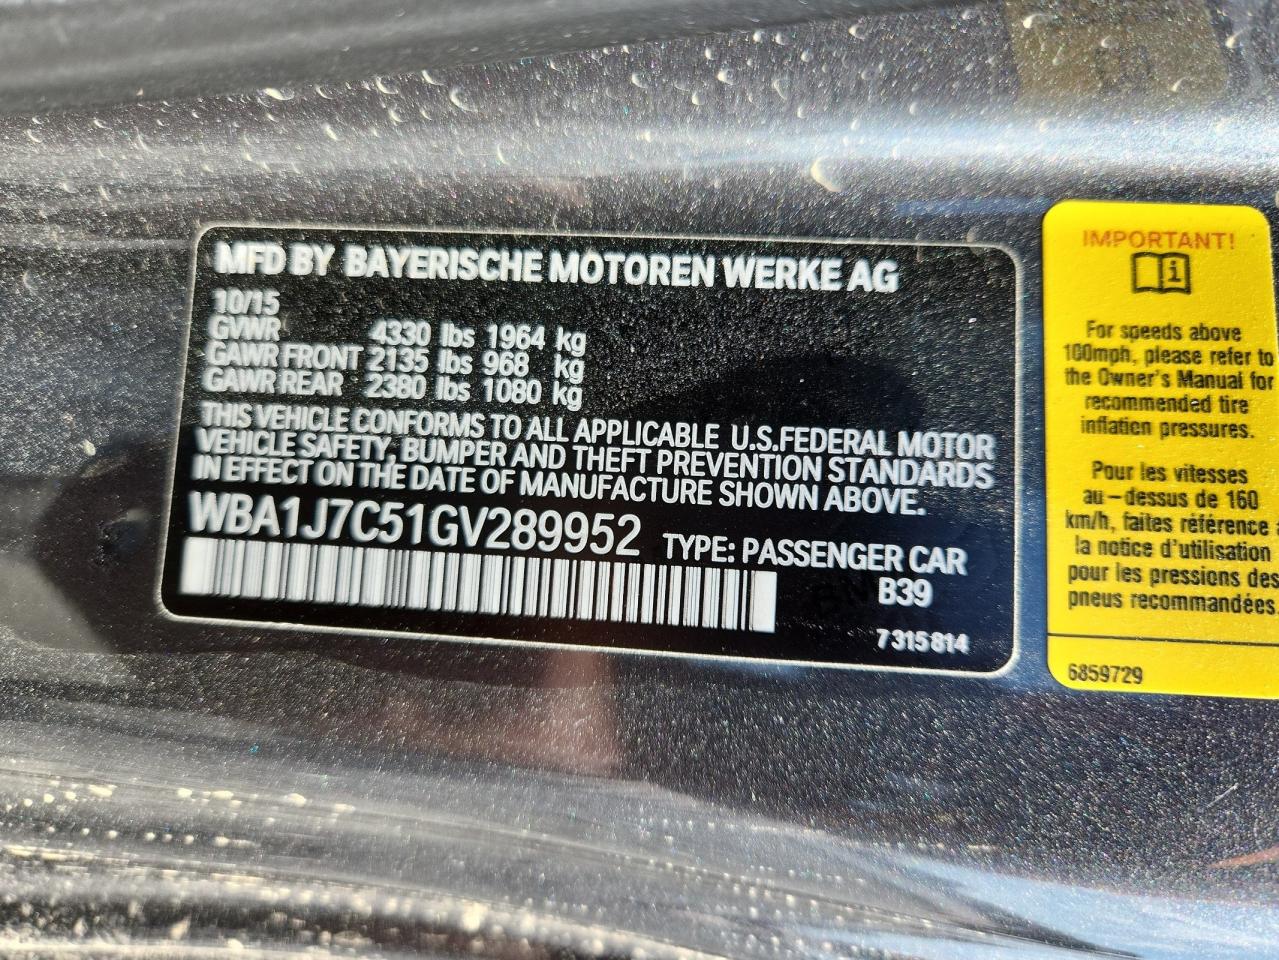 MFD BY BAYERISCHE MOTOREN WERKE AG
10/15
GVWR 4330 lbs 1964 kg
GAWR FRONT 2135 lbs 968 kg
GAWR REAR 2380 lbs 1080 kg
THIS VEHICLE CONFORMS TO ALL APPLICABLE U.S.FEDERAL MOTOR
VEHICLE SAFETY, BUMPER AND THEFT PREVENTION STANDARDS
IN EFFECT ON THE DATE OF MANUFACTURE SHOWN ABOVE.
WBA1J7C51GV289952 TYPE: PASSENGER CAR
B39
7315814
IMPORTANT!
i
For speeds above
100mph, please refer to
the Owner's Manual for
recommended tire
inflation pressures.
Pour les vitesses
au-dessus de 160
km/h, faites référence
la notice d'utilisation
pour les pressions des
pneus recommandées.
6859729